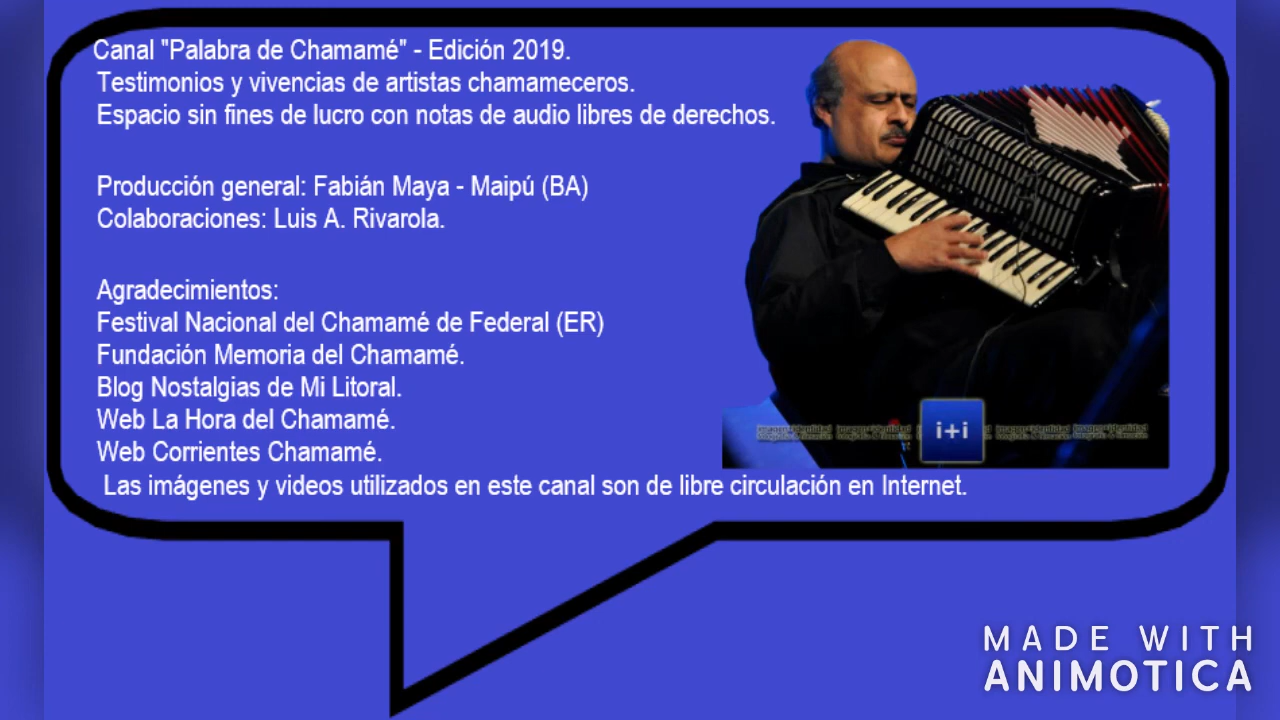 Canal "Palabra de Chamamé" - Edición 2019.
Testimonios y vivencias de artistas chamameceros.
Espacio sin fines de lucro con notas de audio libres de derechos.
Producción general: Fabián Maya - Maipú (BA)
Colaboraciones: Luis A. Rivarola.
Agradecimientos:
Festival Nacional del Chamamé de Federal (ER)
Fundación Memoria del Chamamé.
Blog Nostalgias de Mi Litoral.
Web La Hora del Chamamé.
Web Corrientes Chamamé.
Las imágenes y videos utilizados en este canal son de libre circulación en Internet.
i+i
MADE WITH
ANIMOTICA